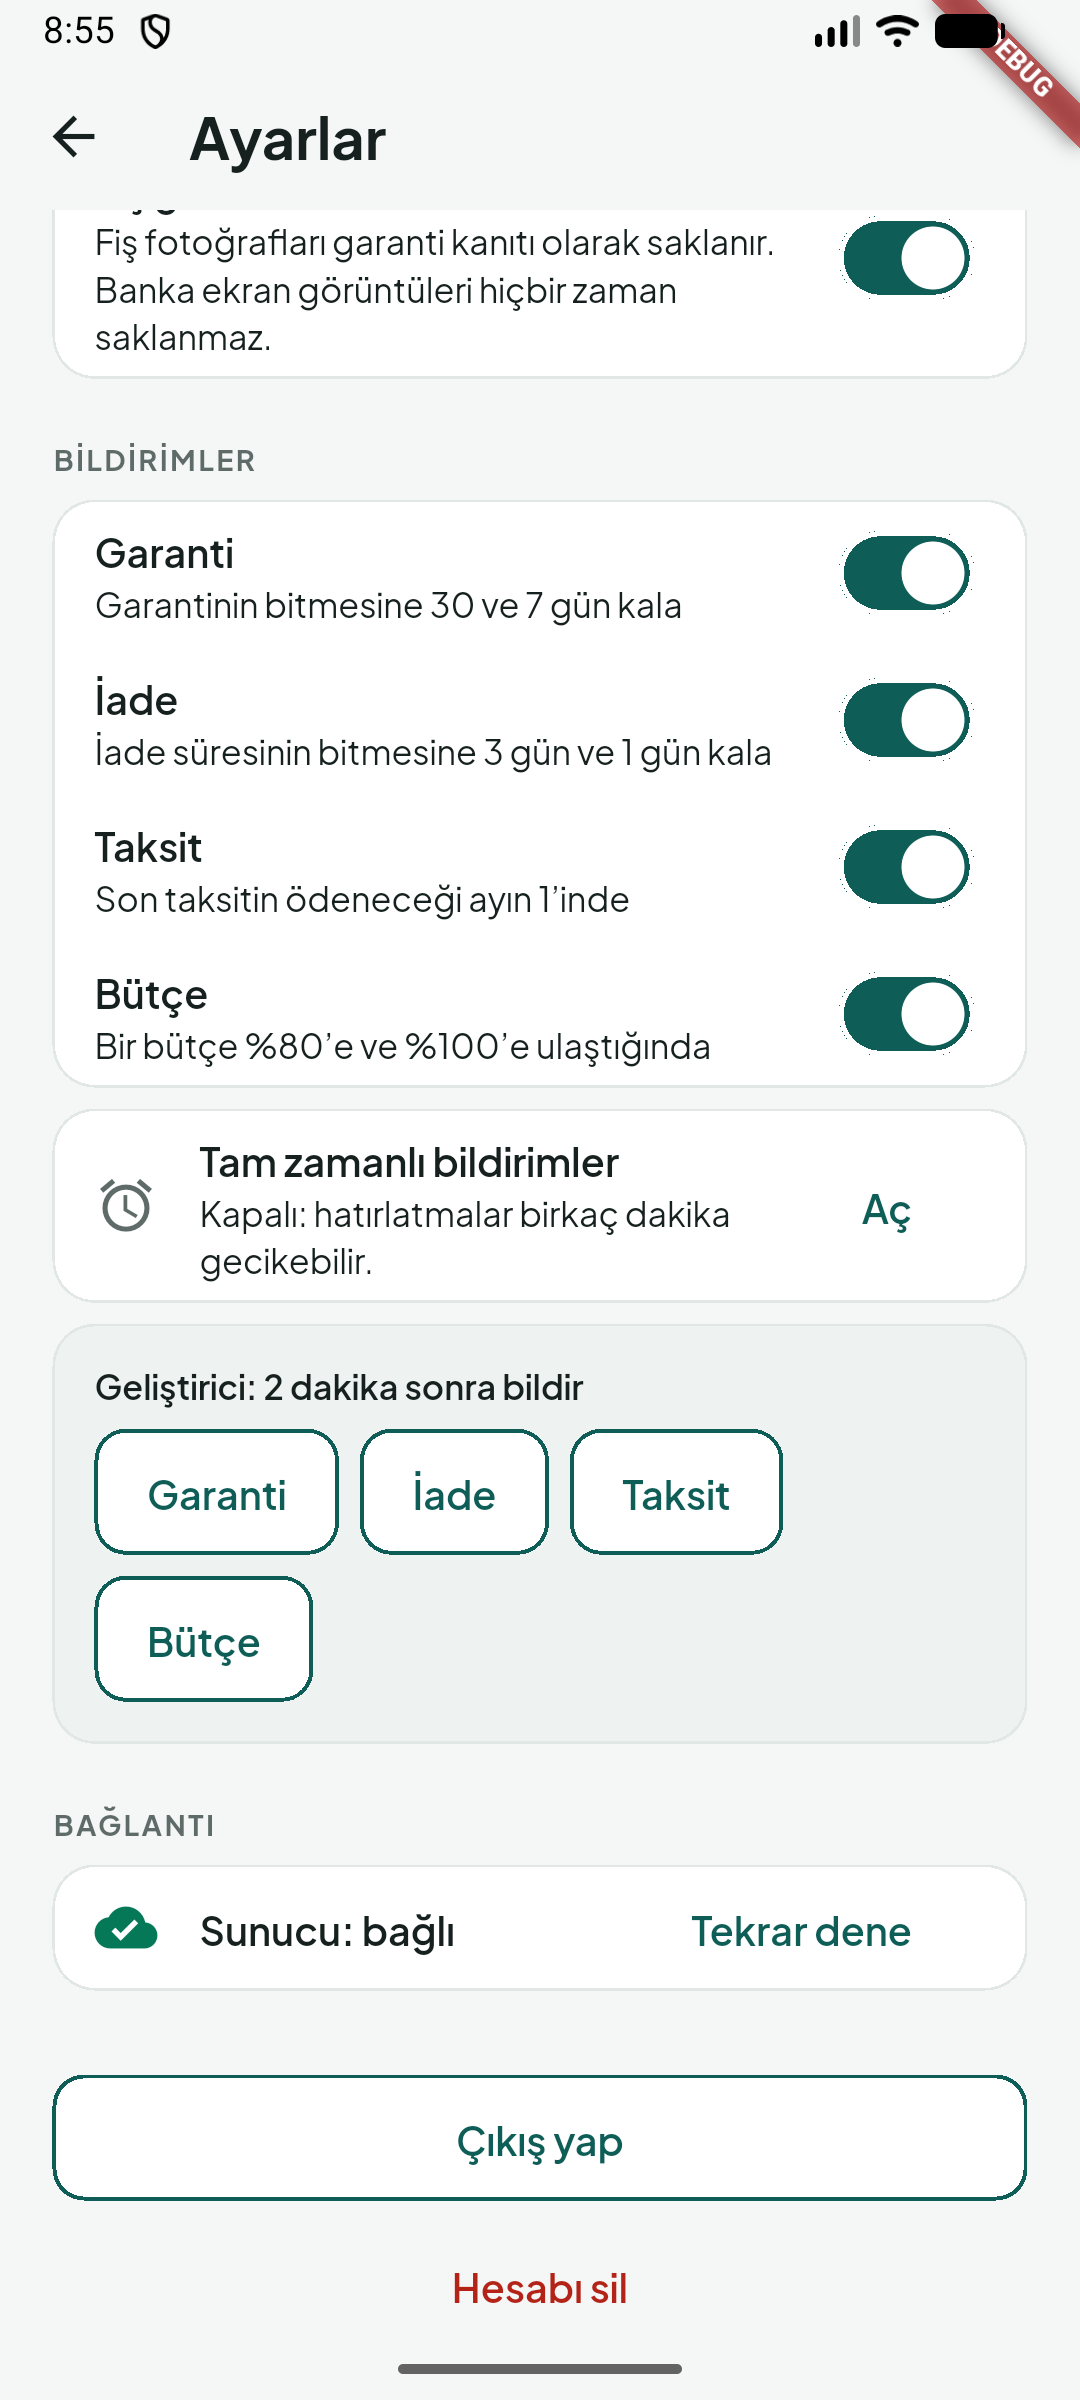 8:55
EBUG
Ayarlar
Fiş fotoğrafları garanti kanıtı olarak saklanır.
Banka ekran görüntüleri hiçbir zaman
saklanmaz.
BİLDİRİMLER
Garanti
Garantinin bitmesine 30 ve 7 gün kala
İade
İade süresinin bitmesine 3 gün ve 1 gün kala
Taksit
Son taksitin ödeneceği ayın 1’inde
Bütçe
Bir bütçe %80’e ve %100’e ulaştığında
Tam zamanlı bildirimler
Kapalı: hatırlatmalar birkaç dakika
gecikebilir.
Aç
Geliştirici: 2 dakika sonra bildir
Garanti İade Taksit
Bütçe
BAĞLANTI
Sunucu: bağlı Tekrar dene
Çıkış yap
Hesabı sil